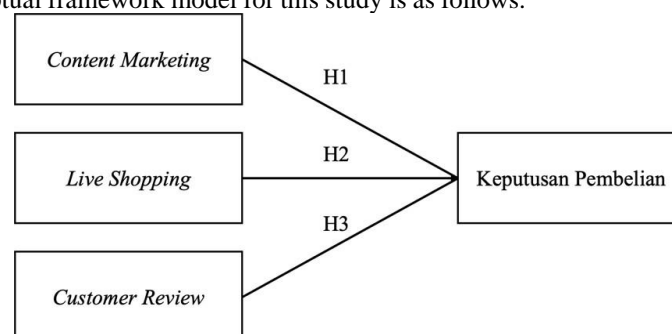 framework model for this study is as follows.
Content Marketing
H1
H2
Live Shopping
Keputusan Pembelian
H3
Customer Review